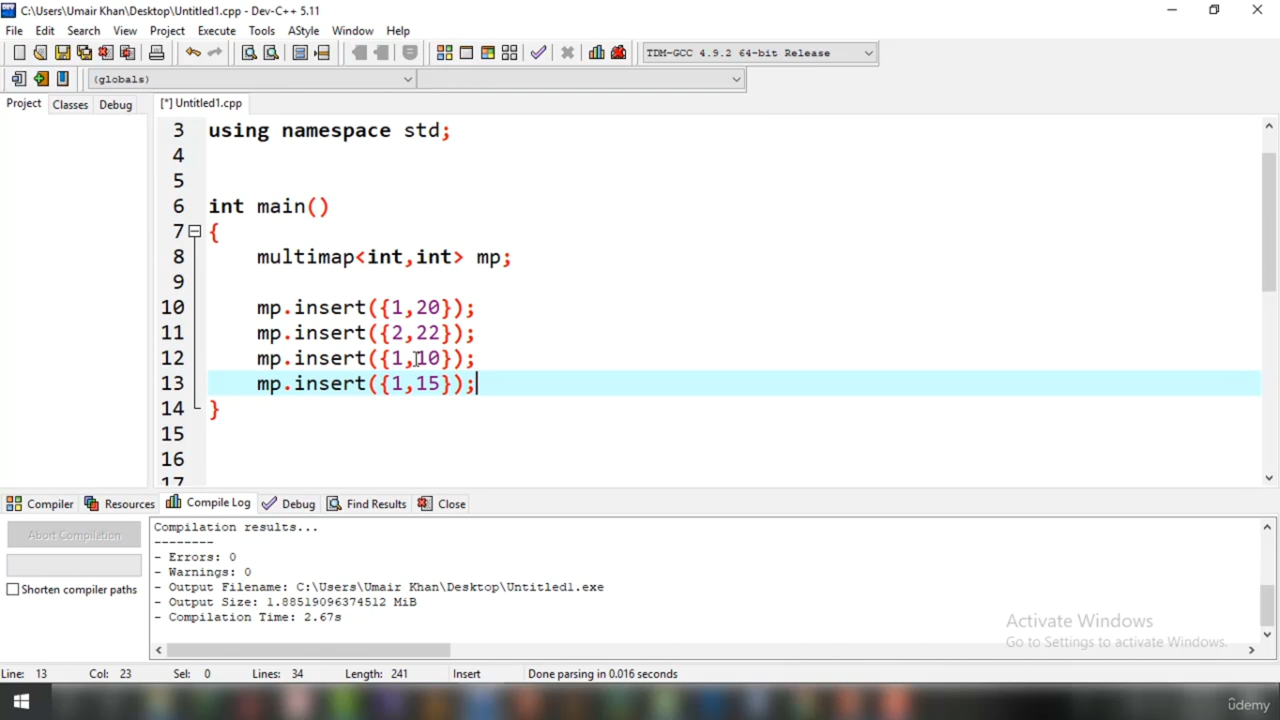 C:\Users\Umair Khan\Desktop\Untitled1.cpp - Dev-C++ 5.11
File Edit Search View Project Execute Tools AStyle Window Help
TDM-GCC 4.9.2 64-bit Release
(globals)
Project Classes Debug [*] Untitled1.cpp
3 using namespace std;
4
5
6 int main()
7 {
8 multimap<int,int> mp;
9
10 mp.insert({1,20});
11 mp.insert({2,22});
12 mp.insert({1,10});
13 mp.insert({1,15});
14 }
15
16
17
Compiler Resources Compile Log Debug Find Results Close
Abort Compilation
Shorten compiler paths
Compilation results...
--------
- Errors: 0
- Warnings: 0
- Output Filename: C:\Users\Umair Khan\Desktop\Untitled1.exe
- Output Size: 1.88519096374512 MiB
- Compilation Time: 2.67s
Activate Windows
Go to Settings to activate Windows.
Line: 13 Col: 23 Sel: 0 Lines: 34 Length: 241 Insert Done parsing in 0.016 seconds
ûdemy